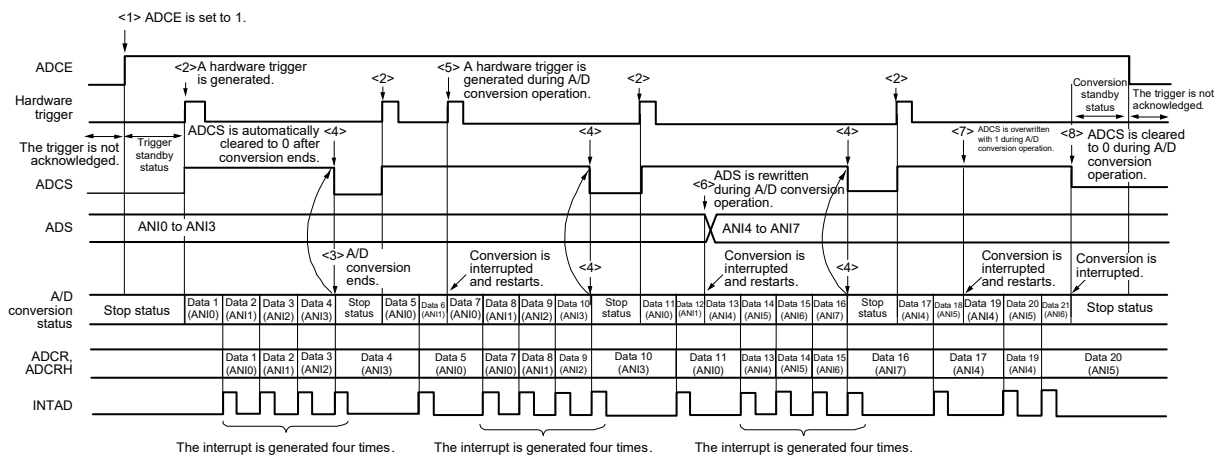 <1> ADCE is set to 1.
ADCE
<2> A hardware trigger
is generated.
<2>
<5> A hardware trigger is
generated during A/D
conversion operation.
<2>
<2>
Conversion
standby
status
The trigger is not
acknowledged.
Hardware
trigger
The trigger is not
acknowledged.
Trigger
standby
status
ADCS is automatically
cleared to 0 after
conversion ends.
<4>
<4>
<4>
<7> ADCS is overwritten
with 1 during A/D
conversion operation.
<8> ADCS is cleared
to 0 during A/D
conversion
operation.
ADCS
<6> ADS is rewritten
during A/D conversion
operation.
ADS
ANI0 to ANI3
ANI4 to ANI7
<3> A/D
conversion
ends.
Conversion is
interrupted
and restarts.
<4>
Conversion is
interrupted
and restarts.
<4>
Conversion is
interrupted
and restarts.
Conversion is
interrupted.
A/D
conversion
status
Stop status
Data 1
(ANI0)
Data 2
(ANI1)
Data 3
(ANI2)
Data 4
(ANI3)
Stop
status
Data 5
(ANI0)
Data 6
(ANI1)
Data 7
(ANI0)
Data 8
(ANI1)
Data 9
(ANI2)
Data 10
(ANI3)
Stop
status
Data 11
(ANI0)
Data 12
(ANI1)
Data 13
(ANI4)
Data 14
(ANI5)
Data 15
(ANI6)
Data 16
(ANI7)
Stop
status
Data 17
(ANI4)
Data 18
(ANI5)
Data 19
(ANI4)
Data 20
(ANI5)
Data 21
(ANI6)
Stop status
ADCR,
ADCRH
Data 1
(ANI0)
Data 2
(ANI1)
Data 3
(ANI2)
Data 4
(ANI3)
Data 5
(ANI0)
Data 7
(ANI0)
Data 8
(ANI1)
Data 9
(ANI2)
Data 10
(ANI3)
Data 11
(ANI0)
Data 13
(ANI4)
Data 14
(ANI5)
Data 15
(ANI6)
Data 16
(ANI7)
Data 17
(ANI4)
Data 19
(ANI4)
Data 20
(ANI5)
INTAD
The interrupt is generated four times.
The interrupt is generated four times.
The interrupt is generated four times.